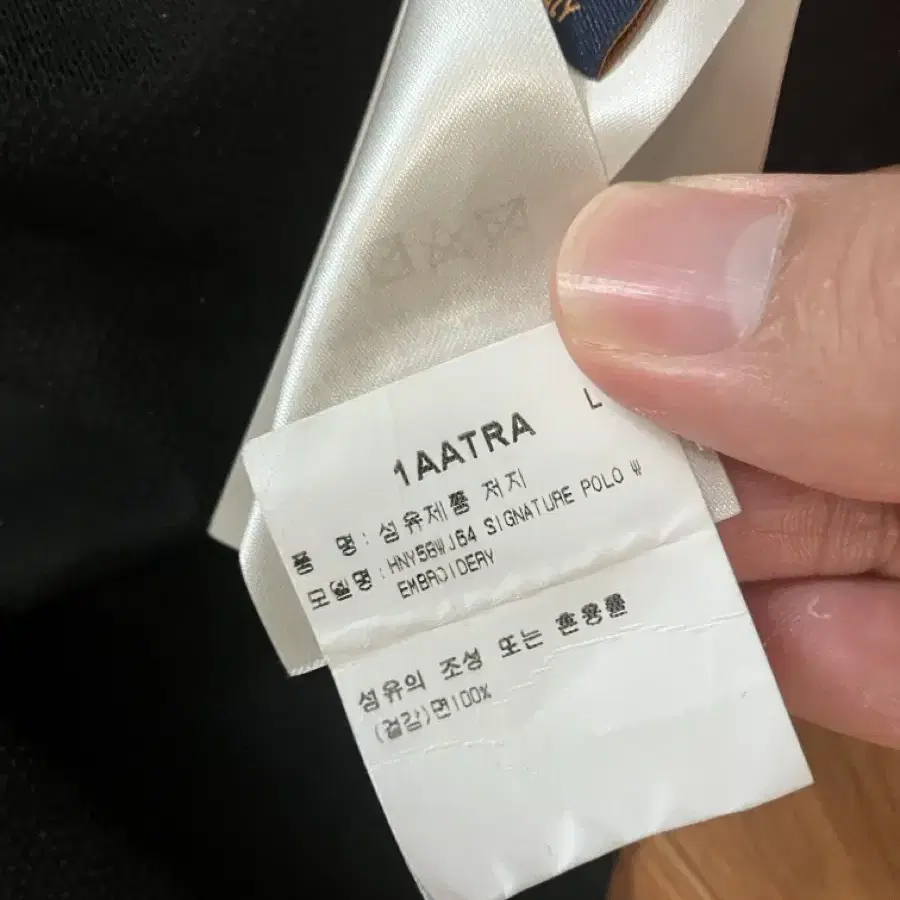 1AATRA L
품 명 : 섬유제품 저지
모델명 : HNY56WJ64 SIGNATURE POLO W
EMBROIDERY
섬유의 조성 또는 혼용률
(겉감)면100%